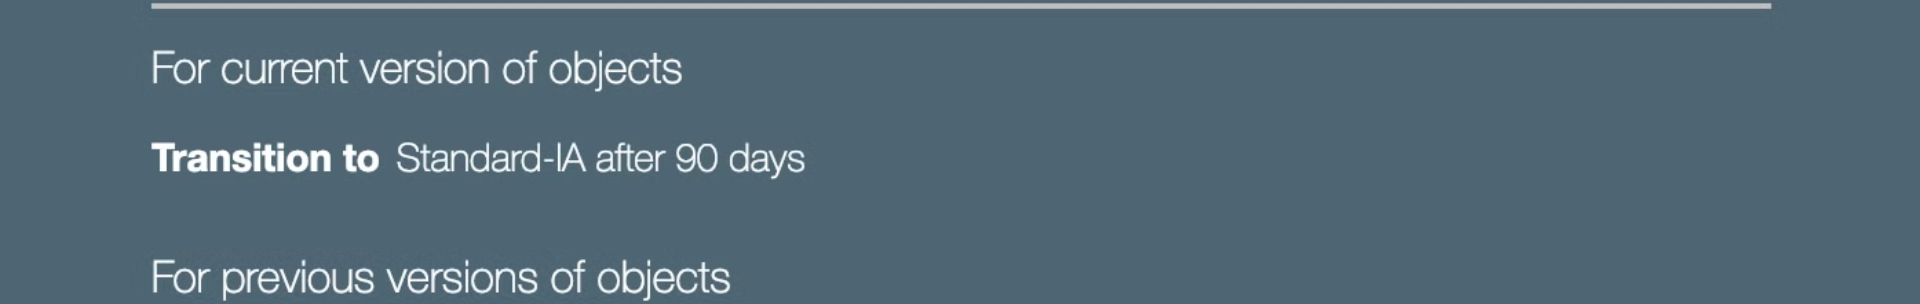 For current version of objects
Transition to Standard-IA after 90 days
For previous versions of objects